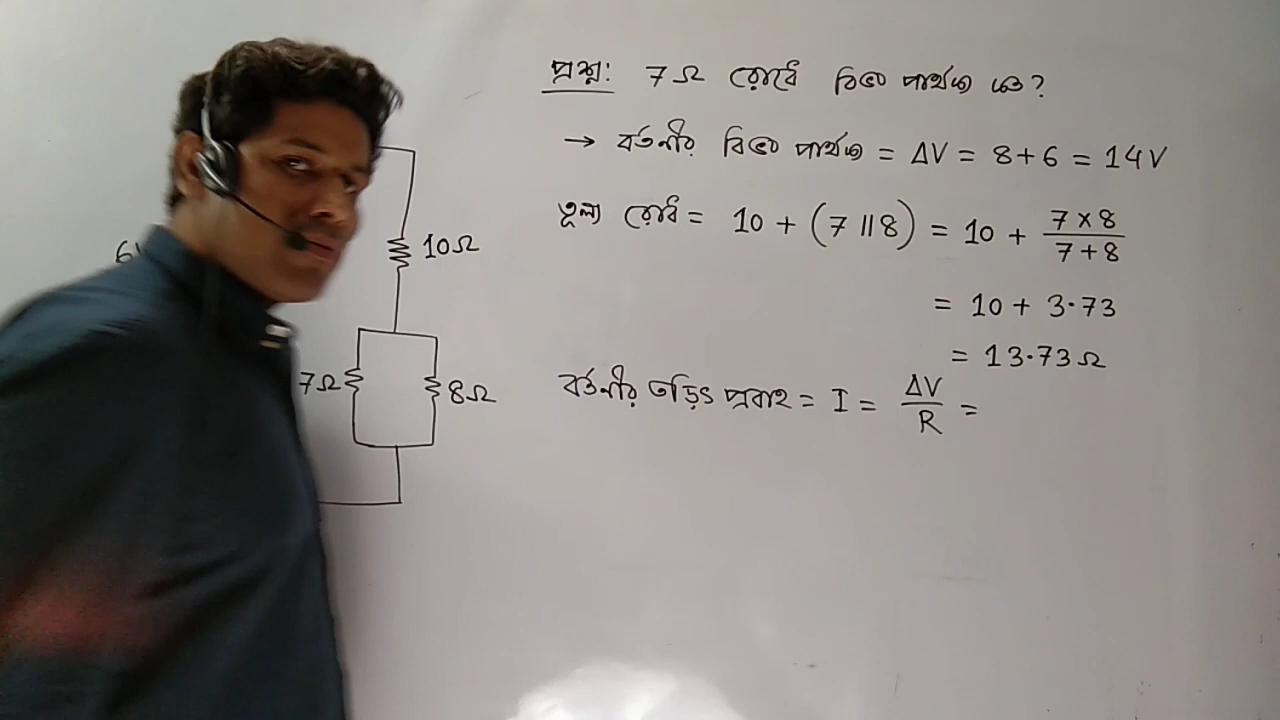 প্রশ্ন: 7Ω রোধে বিভব পার্থক্য কত?
→ বর্তনীর বিভব পার্থক্য = ΔV = 8+6 = 14V
তুল্য রোধ = 10 + (7 || 8) = 10 + (7 × 8)/(7 + 8)
= 10 + 3.73
= 13.73Ω
বর্তনীর তড়িৎ প্রবাহ = I = ΔV/R =
10Ω
7Ω
8Ω